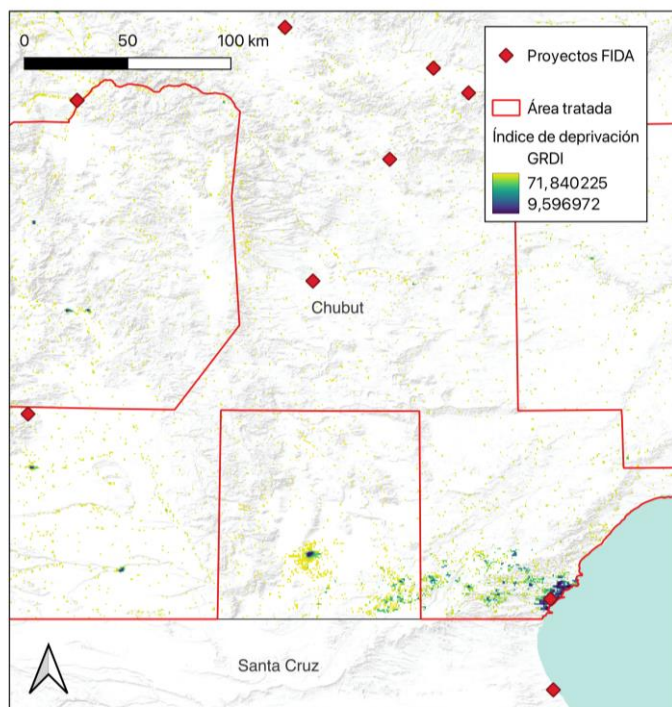 0 50 100 km
Proyectos FIDA
Área tratada
Índice de deprivación
GRDI
71,840225
9,596972
Chubut
Santa Cruz